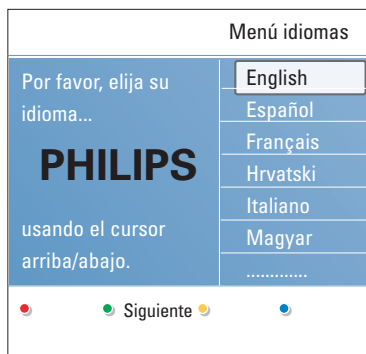 Menú idiomas
Por favor, elija su
idioma...
PHILIPS
usando el cursor
arriba/abajo.
English
Español
Français
Hrvatski
Italiano
Magyar
.............
Siguiente